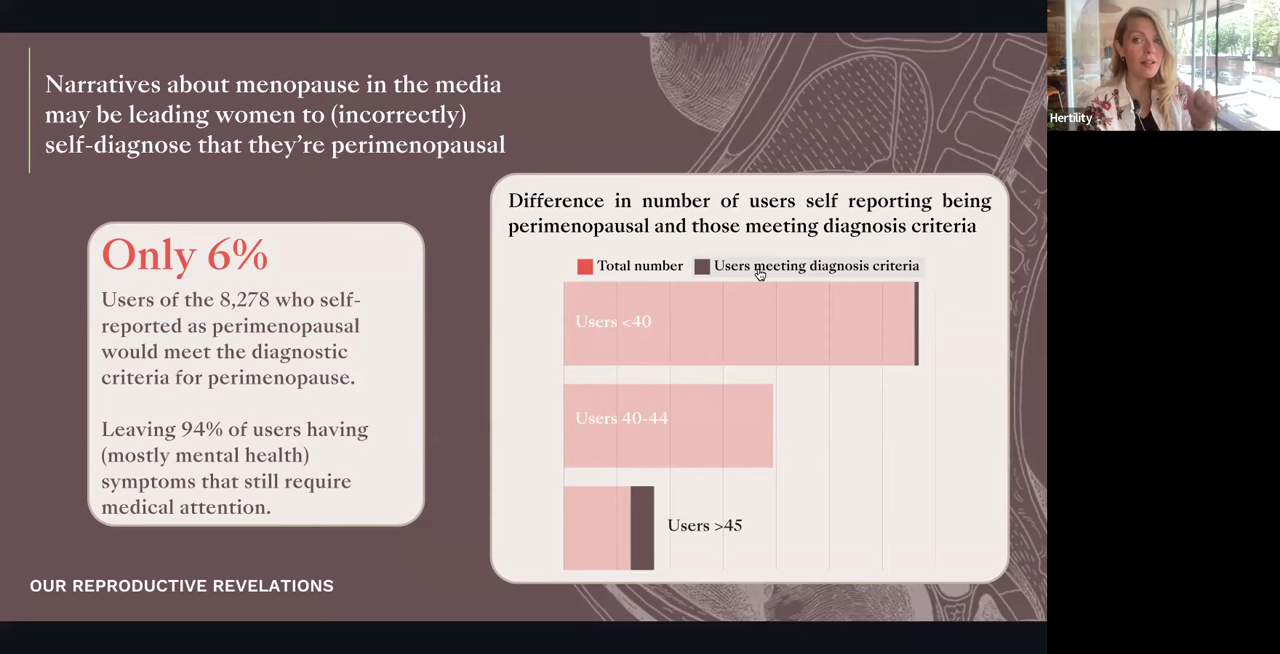 Narratives about menopause in the media
may be leading women to (incorrectly)
self-diagnose that they’re perimenopausal
Only 6%
Users of the 8,278 who self-
reported as perimenopausal
would meet the diagnostic
criteria for perimenopause.
Leaving 94% of users having
(mostly mental health)
symptoms that still require
medical attention.
OUR REPRODUCTIVE REVELATIONS
Difference in number of users self reporting being
perimenopausal and those meeting diagnosis criteria
Total number
Users meeting diagnosis criteria
Users <40
Users 40-44
Users >45
Hertility